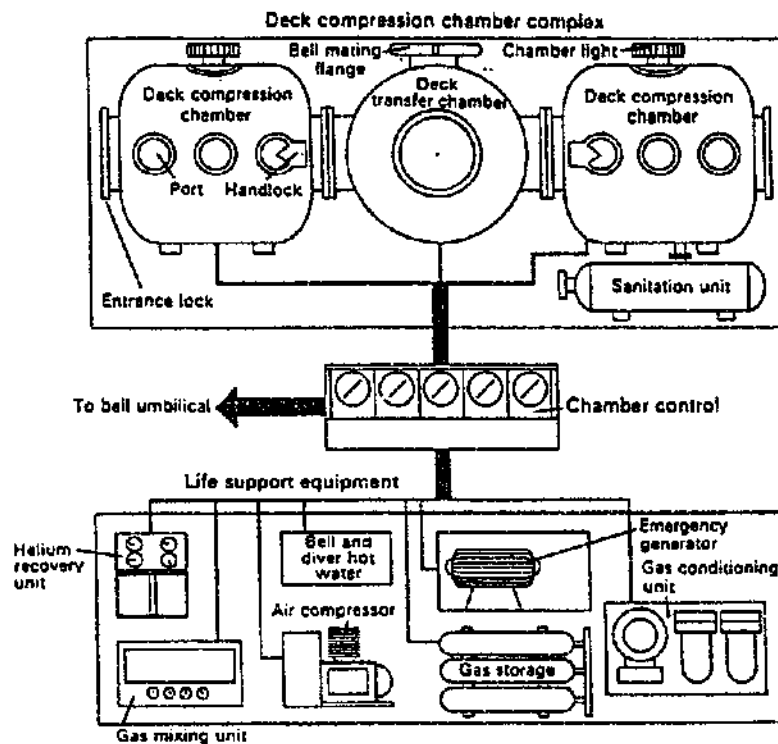 Deck compression chamber complex
Bell mating
flange
Chamber light
Deck compression
chamber
Deck
transfer chamber
Deck compression
chamber
Port
Handlock
Entrance lock
Sanitation unit
To bell umbilical
Chamber control
Life support equipment
Helium
recovery
unit
Bell and
diver hot
water
Emergency
generator
Gas conditioning
unit
Air compressor
Gas storage
Gas mixing unit